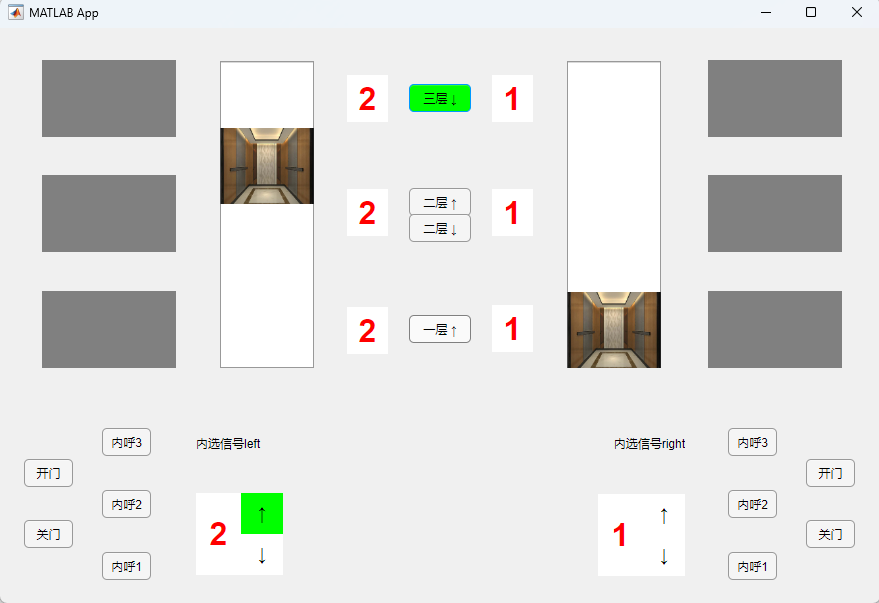 MATLAB App
2 三层↓ 1
2 二层↑ 1
二层↓
2 一层↑ 1
内呼3 内选信号left 内选信号right 内呼3
开门 开门
内呼2 内呼2
2 ↑ 1 ↑
关门 关门
↓ ↓
内呼1 内呼1